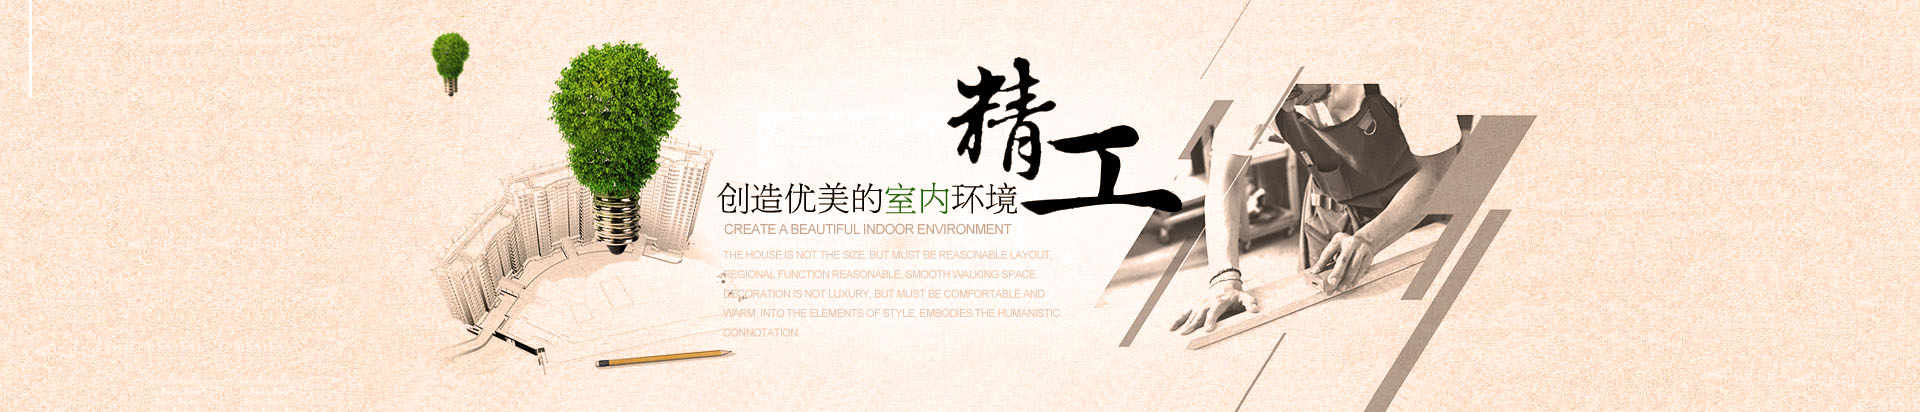 精工
创造优美的室内环境
CREATE A BEAUTIFUL INDOOR ENVIRONMENT
THE HOUSE IS NOT THE SIZE, BUT MUST BE REASONABLE LAYOUT,
REGIONAL FUNCTION REASONABLE, SMOOTH WALKING SPACE.
DECORATION IS NOT LUXURY, BUT MUST BE COMFORTABLE AND
WARM, INTO THE ELEMENTS OF STYLE, EMBODIES THE HUMANISTIC
CONNOTATION.